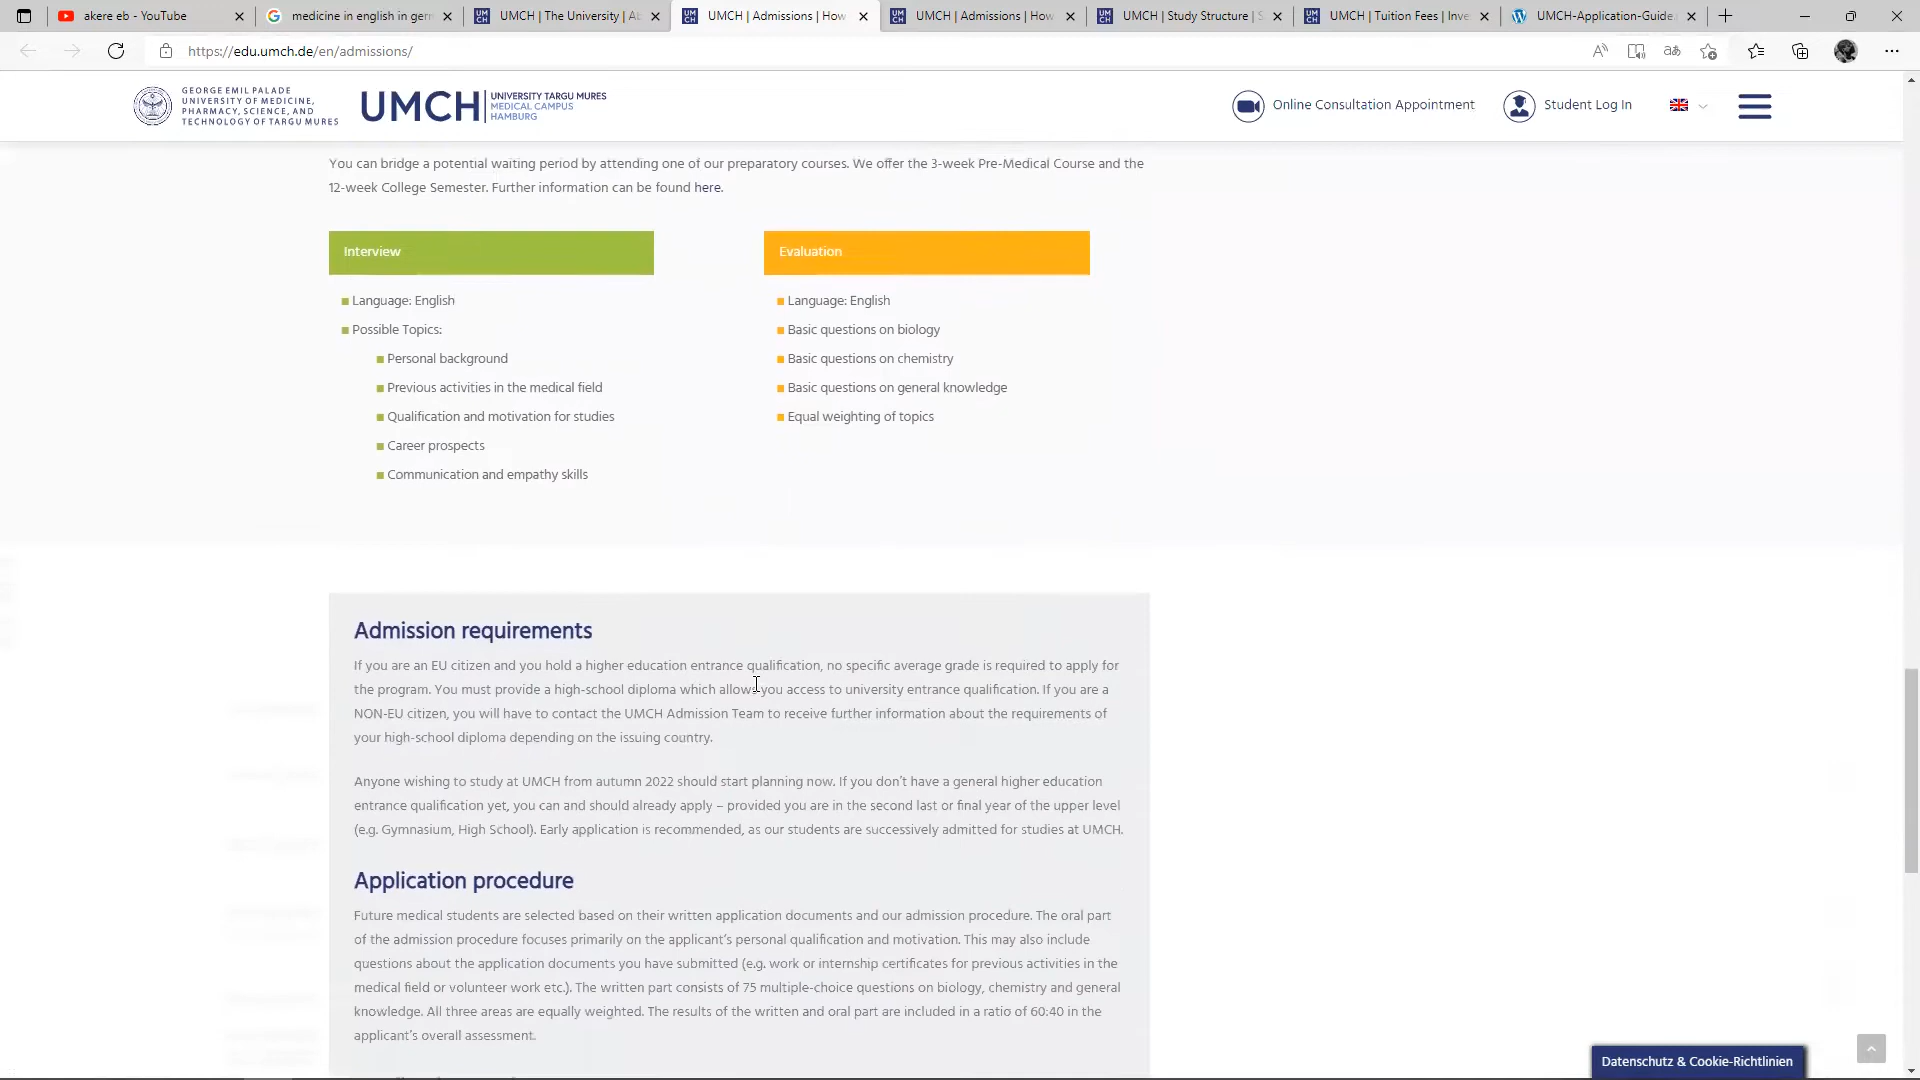 akere eb - YouTube
medicine in english in germ
UMCH | The University | Ab
UMCH | Admissions | How
UMCH | Admissions | How
UMCH | Study Structure | S
UMCH | Tuition Fees | Inve
UMCH-Application-Guide.
https://edu.umch.de/en/admissions/
GEORGE EMIL PALADE
UNIVERSITY OF MEDICINE,
PHARMACY, SCIENCE, AND
TECHNOLOGY OF TARGU MURES
UMCH
UNIVERSITY TARGU MURES
MEDICAL CAMPUS
HAMBURG
Online Consultation Appointment
Student Log In
You can bridge a potential waiting period by attending one of our preparatory courses. We offer the 3-week Pre-Medical Course and the
12-week College Semester. Further information can be found here.
Interview
Language: English
Possible Topics:
Personal background
Previous activities in the medical field
Qualification and motivation for studies
Career prospects
Communication and empathy skills
Evaluation
Language: English
Basic questions on biology
Basic questions on chemistry
Basic questions on general knowledge
Equal weighting of topics
Admission requirements
If you are an EU citizen and you hold a higher education entrance qualification, no specific average grade is required to apply for
the program. You must provide a high-school diploma which allows you access to university entrance qualification. If you are a
NON-EU citizen, you will have to contact the UMCH Admission Team to receive further information about the requirements of
your high-school diploma depending on the issuing country.
Anyone wishing to study at UMCH from autumn 2022 should start planning now. If you don't have a general higher education
entrance qualification yet, you can and should already apply – provided you are in the second last or final year of the upper level
(e.g. Gymnasium, High School). Early application is recommended, as our students are successively admitted for studies at UMCH.
Application procedure
Future medical students are selected based on their written application documents and our admission procedure. The oral part
of the admission procedure focuses primarily on the applicant's personal qualification and motivation. This may also include
questions about the application documents you have submitted (e.g. work or internship certificates for previous activities in the
medical field or volunteer work etc.). The written part consists of 75 multiple-choice questions on biology, chemistry and general
knowledge. All three areas are equally weighted. The results of the written and oral part are included in a ratio of 60:40 in the
applicant's overall assessment.
Datenschutz & Cookie-Richtlinien